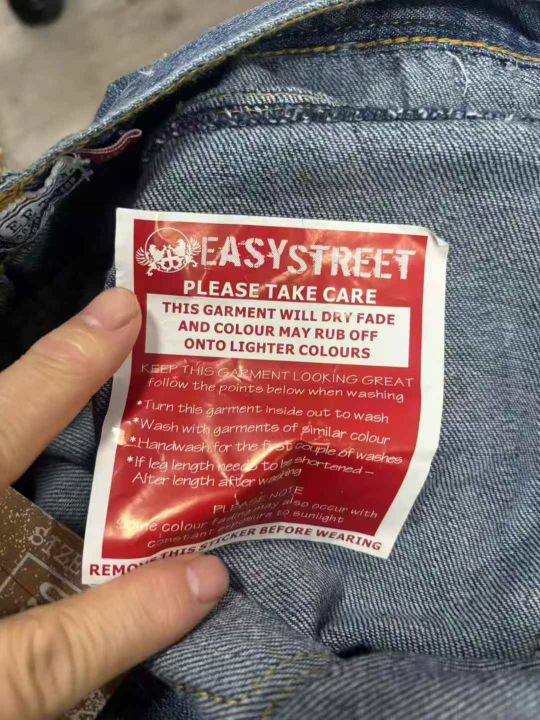 EASYSTREET
PLEASE TAKE CARE
THIS GARMENT WILL DRY FADE
AND COLOUR MAY RUB OFF
ONTO LIGHTER COLOURS
KEEP THIS GARMENT LOOKING GREAT
follow the points below when washing
*Turn this garment inside out to wash
*Wash with garments of similar colour
*Handwash for the first couple of washes
*If leg length needs to be shortened –
Alter length after washing
PLEASE NOTE
Some colour fading may also occur with
constant exposure to sunlight
REMOVE THIS STICKER BEFORE WEARING
SIZE